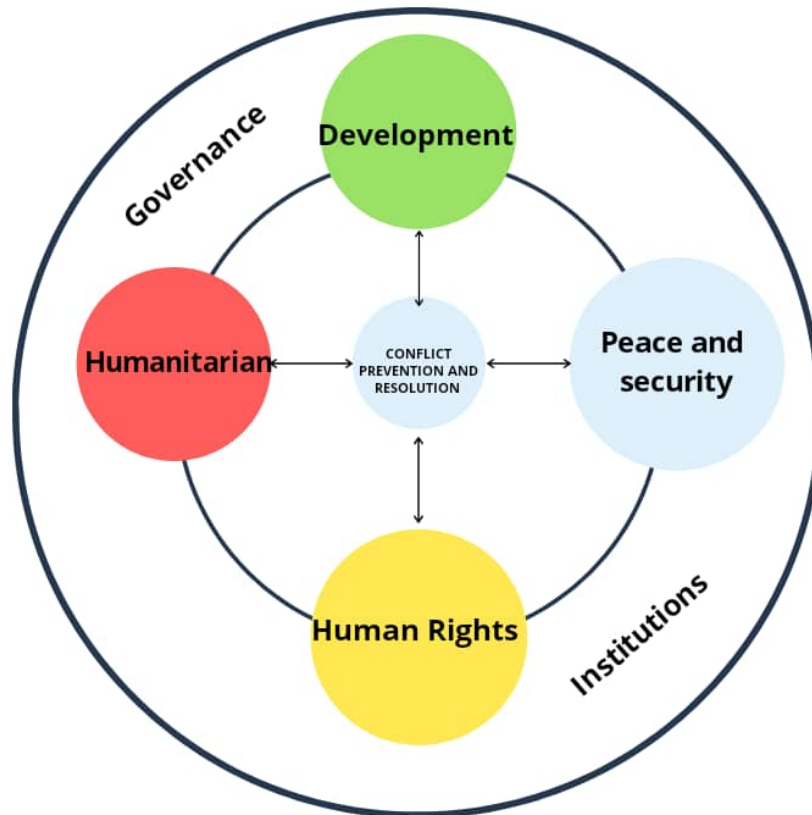 Development
Governance
Humanitarian
CONFLICT
PREVENTION AND
RESOLUTION
Peace and
security
Human Rights
Institutions